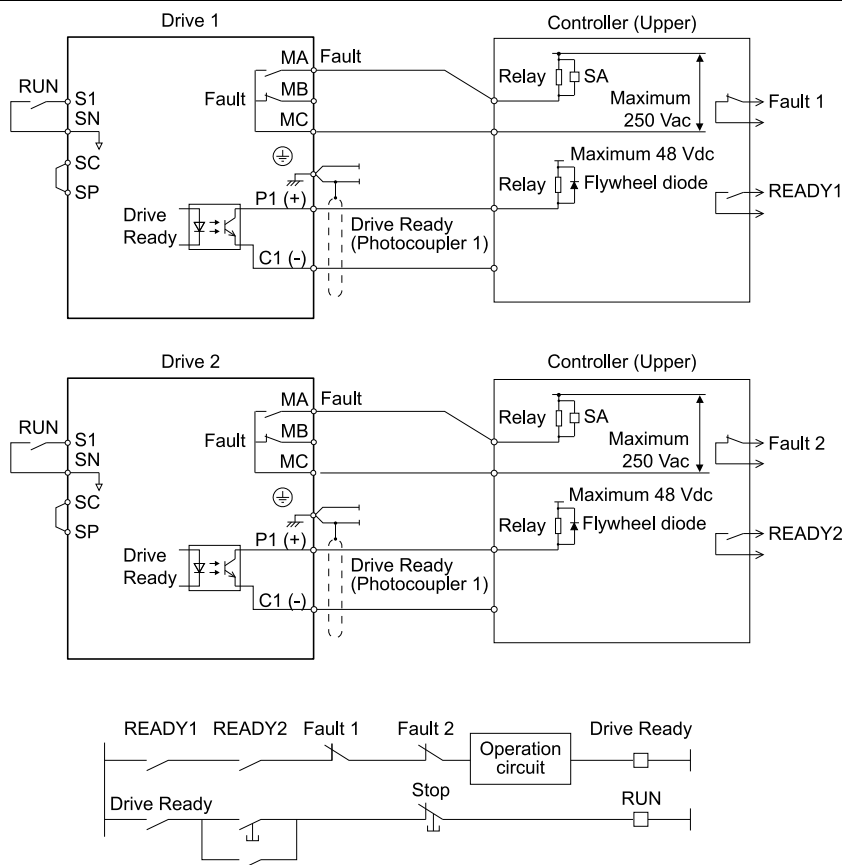 Drive 1
Controller (Upper)
MA
Fault
Relay
SA
RUN
S1
Fault
MB
Maximum
250 Vac
Fault 1
SN
MC
SC
Maximum 48 Vdc
SP
P1 (+)
Relay
Flywheel diode
READY1
Drive
Ready
Drive Ready
(Photocoupler 1)
C1 (-)
Drive 2
Controller (Upper)
MA
Fault
Relay
SA
RUN
S1
Fault
MB
Maximum
250 Vac
Fault 2
SN
MC
SC
Maximum 48 Vdc
SP
P1 (+)
Relay
Flywheel diode
READY2
Drive
Ready
Drive Ready
(Photocoupler 1)
C1 (-)
READY1
READY2
Fault 1
Fault 2
Operation
circuit
Drive Ready
Drive Ready
Stop
RUN